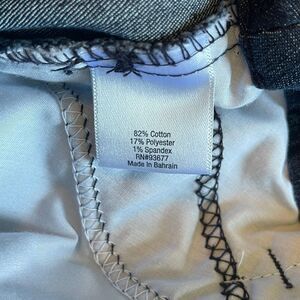 82% Cotton
17% Polyester
1% Spandex
RN#93677
Made In Bahrain